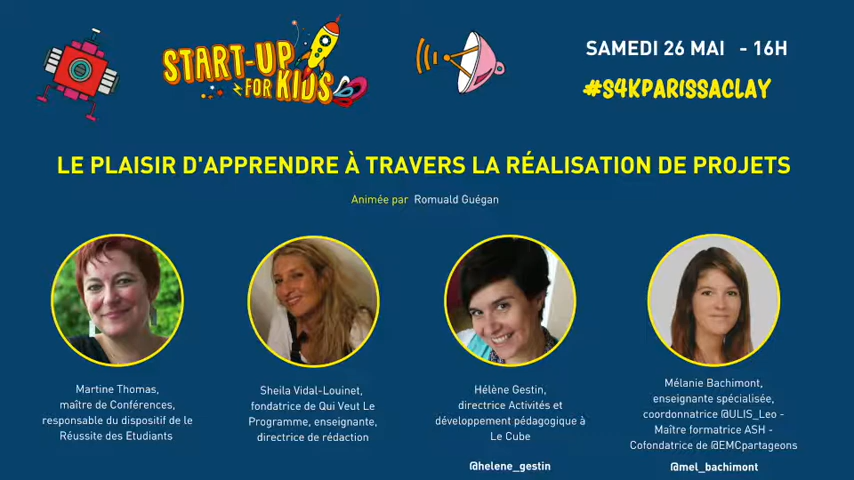 START-UP
FOR KIDS
SAMEDI 26 MAI - 16H
#S4KPARISSACLAY
LE PLAISIR D'APPRENDRE À TRAVERS LA RÉALISATION DE PROJETS
Animée par Romuald Guégan
Martine Thomas,
maître de Conférences,
responsable du dispositif de le
Réussite des Etudiants
Sheila Vidal-Louinet,
fondatrice de Qui Veut Le
Programme, enseignante,
directrice de rédaction
Hélène Gestin,
directrice Activités et
développement pédagogique à
Le Cube
@helene_gestin
Mélanie Bachimont,
enseignante spécialisée,
coordonnatrice @ULIS_Leo -
Maître formatrice ASH -
Cofondatrice de @EMCpartageons
@mel_bachimont